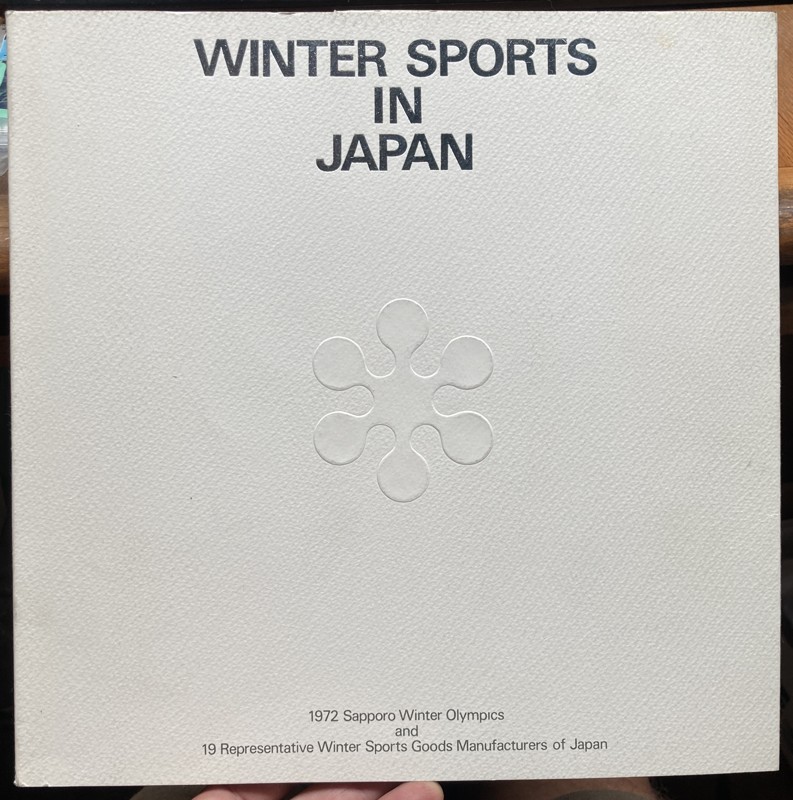 WINTER SPORTS
IN
JAPAN
1972 Sapporo Winter Olympics
and
19 Representative Winter Sports Goods Manufacturers of Japan